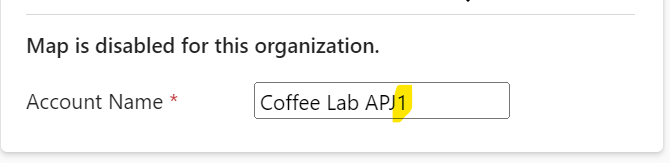 Map is disabled for this organization.
Account Name *
Coffee Lab APJ1